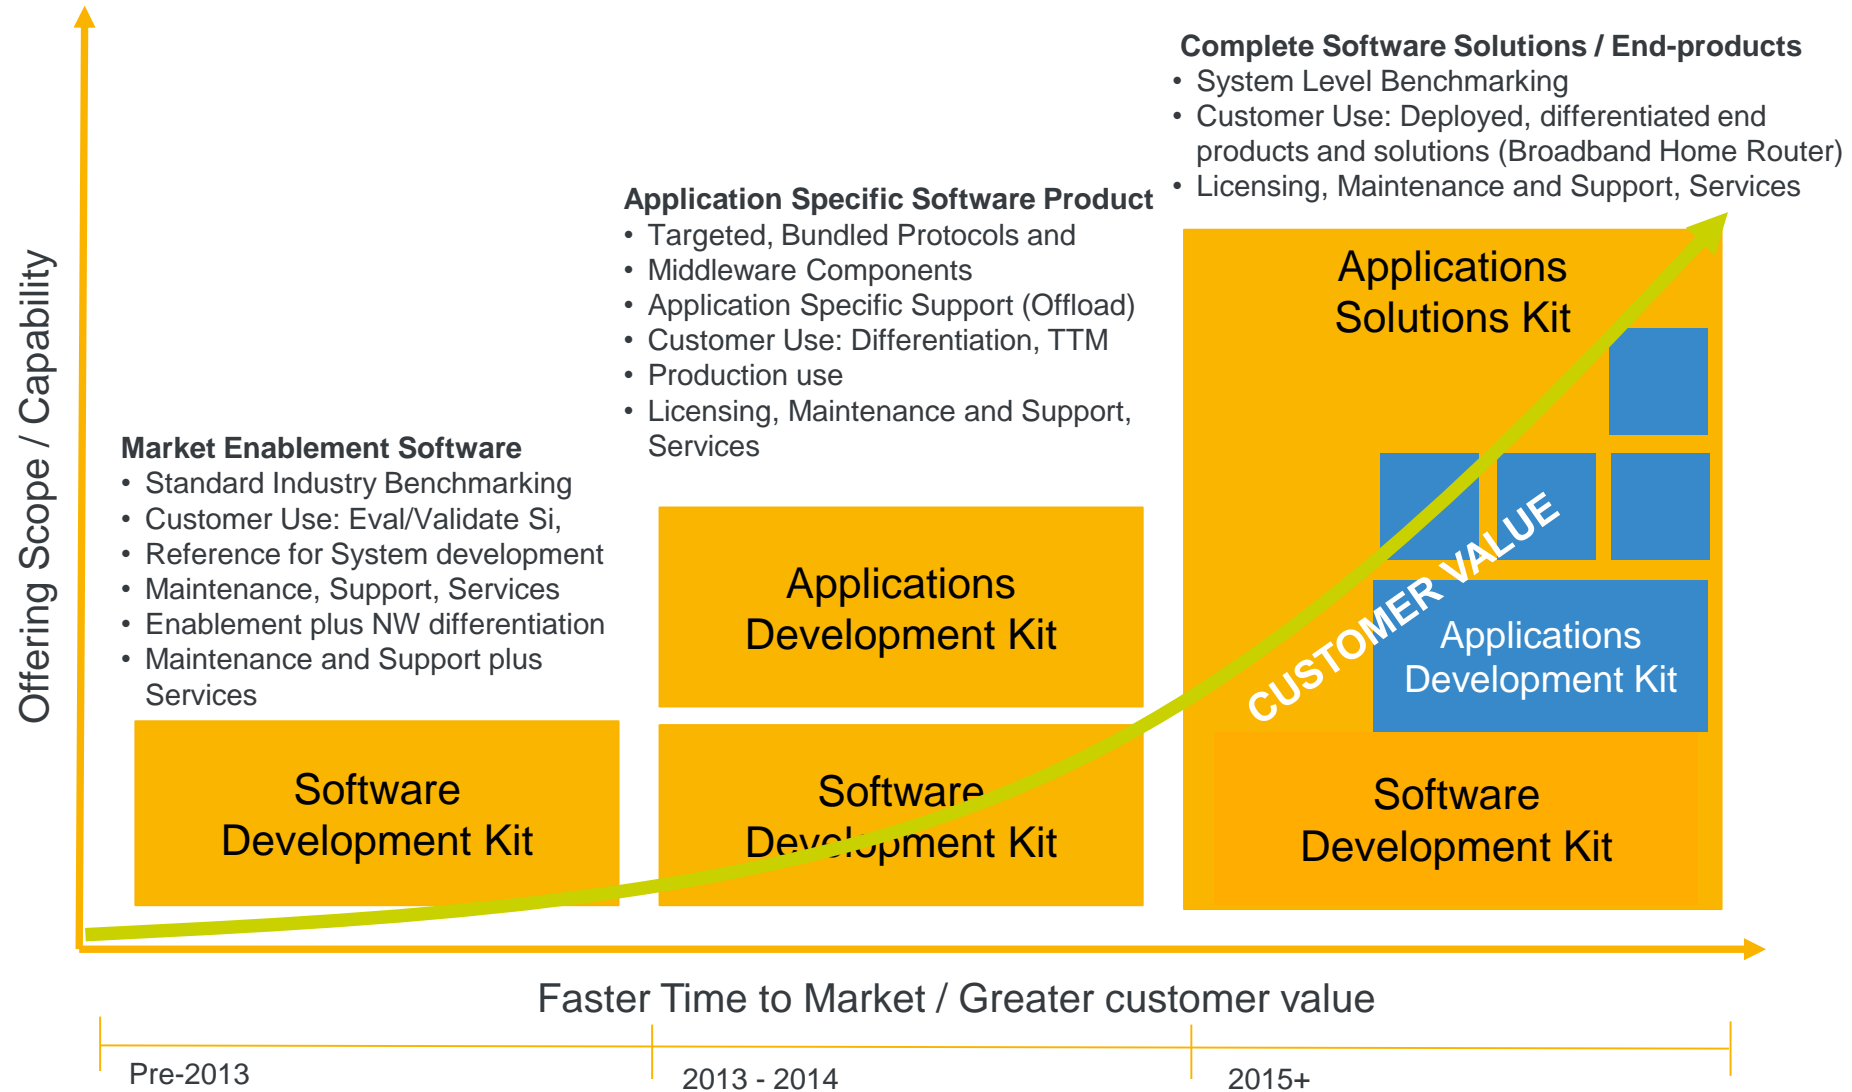 Complete Software Solutions / End-products
• System Level Benchmarking
• Customer Use: Deployed, differentiated end
products and solutions (Broadband Home Router)
• Licensing, Maintenance and Support, Services
Application Specific Software Product
• Targeted, Bundled Protocols and
• Middleware Components
• Application Specific Support (Offload)
• Customer Use: Differentiation, TTM
• Production use
• Licensing, Maintenance and Support,
Services
Market Enablement Software
• Standard Industry Benchmarking
• Customer Use: Eval/Validate Si,
• Reference for System development
• Maintenance, Support, Services
• Enablement plus NW differentiation
• Maintenance and Support plus
Services
Offering Scope / Capability
Software
Development Kit
Applications
Development Kit
Software
Development Kit
Applications
Solutions Kit
CUSTOMER VALUE
Applications
Development Kit
Software
Development Kit
Faster Time to Market / Greater customer value
Pre-2013
2013 - 2014
2015+